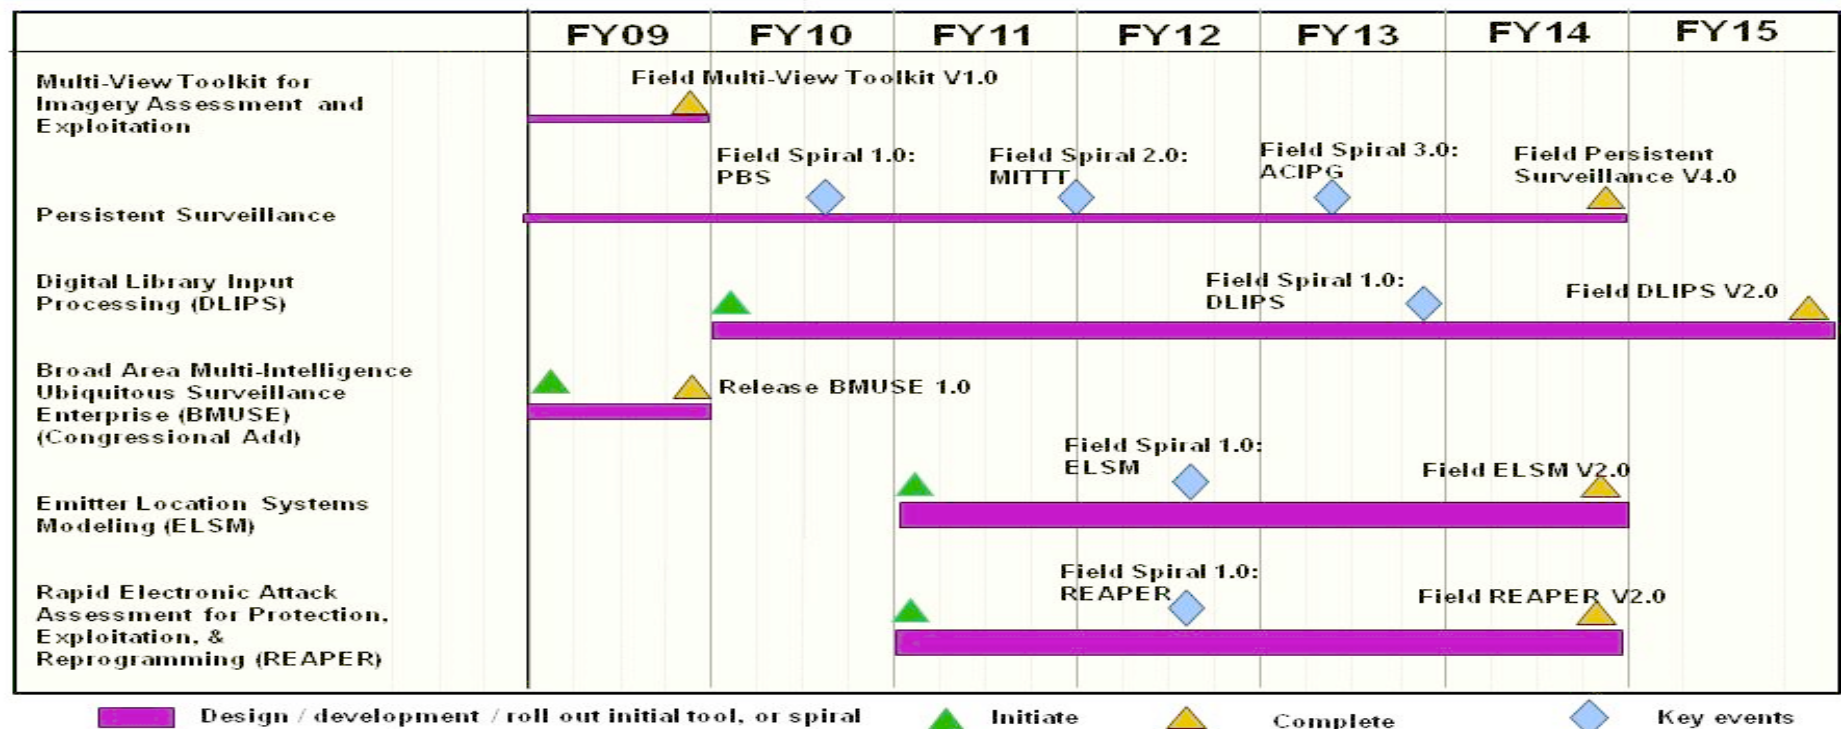 FY09 FY10 FY11 FY12 FY13 FY14 FY15
Multi-View Toolkit for
Imagery Assessment and
Exploitation
Field Multi-View Toolkit V1.0
Persistent Surveillance
Field Spiral 1.0:
PBS
Field Spiral 2.0:
MITTT
Field Spiral 3.0:
ACIPG
Field Persistent
Surveillance V4.0
Digital Library Input
Processing (DLIPS)
Field Spiral 1.0:
DLIPS
Field DLIPS V2.0
Broad Area Multi-Intelligence
Ubiquitous Surveillance
Enterprise (BMUSE)
(Congressional Add)
Release BMUSE 1.0
Emitter Location Systems
Modeling (ELSM)
Field Spiral 1.0:
ELSM
Field ELSM V2.0
Rapid Electronic Attack
Assessment for Protection,
Exploitation, &
Reprogramming (REAPER)
Field Spiral 1.0:
REAPER
Field REAPER V2.0
Design / development / roll out initial tool, or spiral
Initiate
Complete
Key events